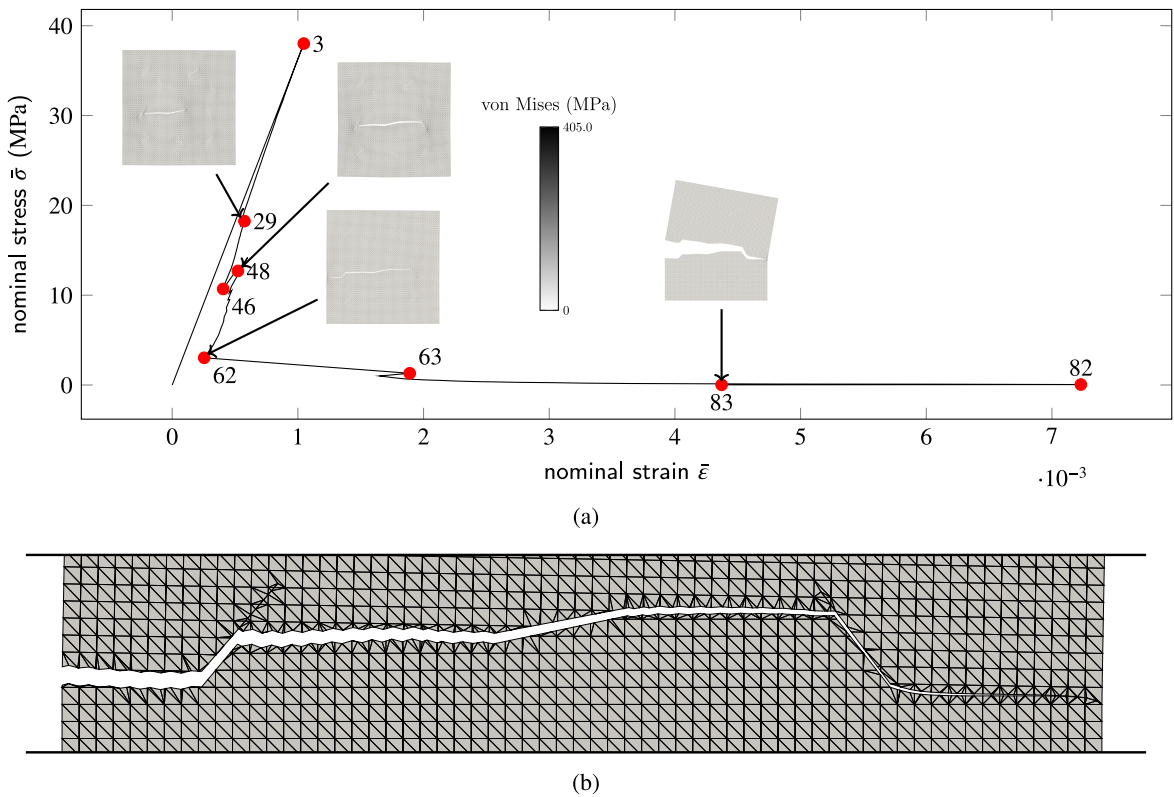 40
3
von Mises (MPa)
405.0
30
nominal stress σ̄ (MPa)
20
29
48
10
46
0
63
62
82
0
83
0 1 2 3 4 5 6 7
·10⁻³
nominal strain ε̄
(a)
(b)